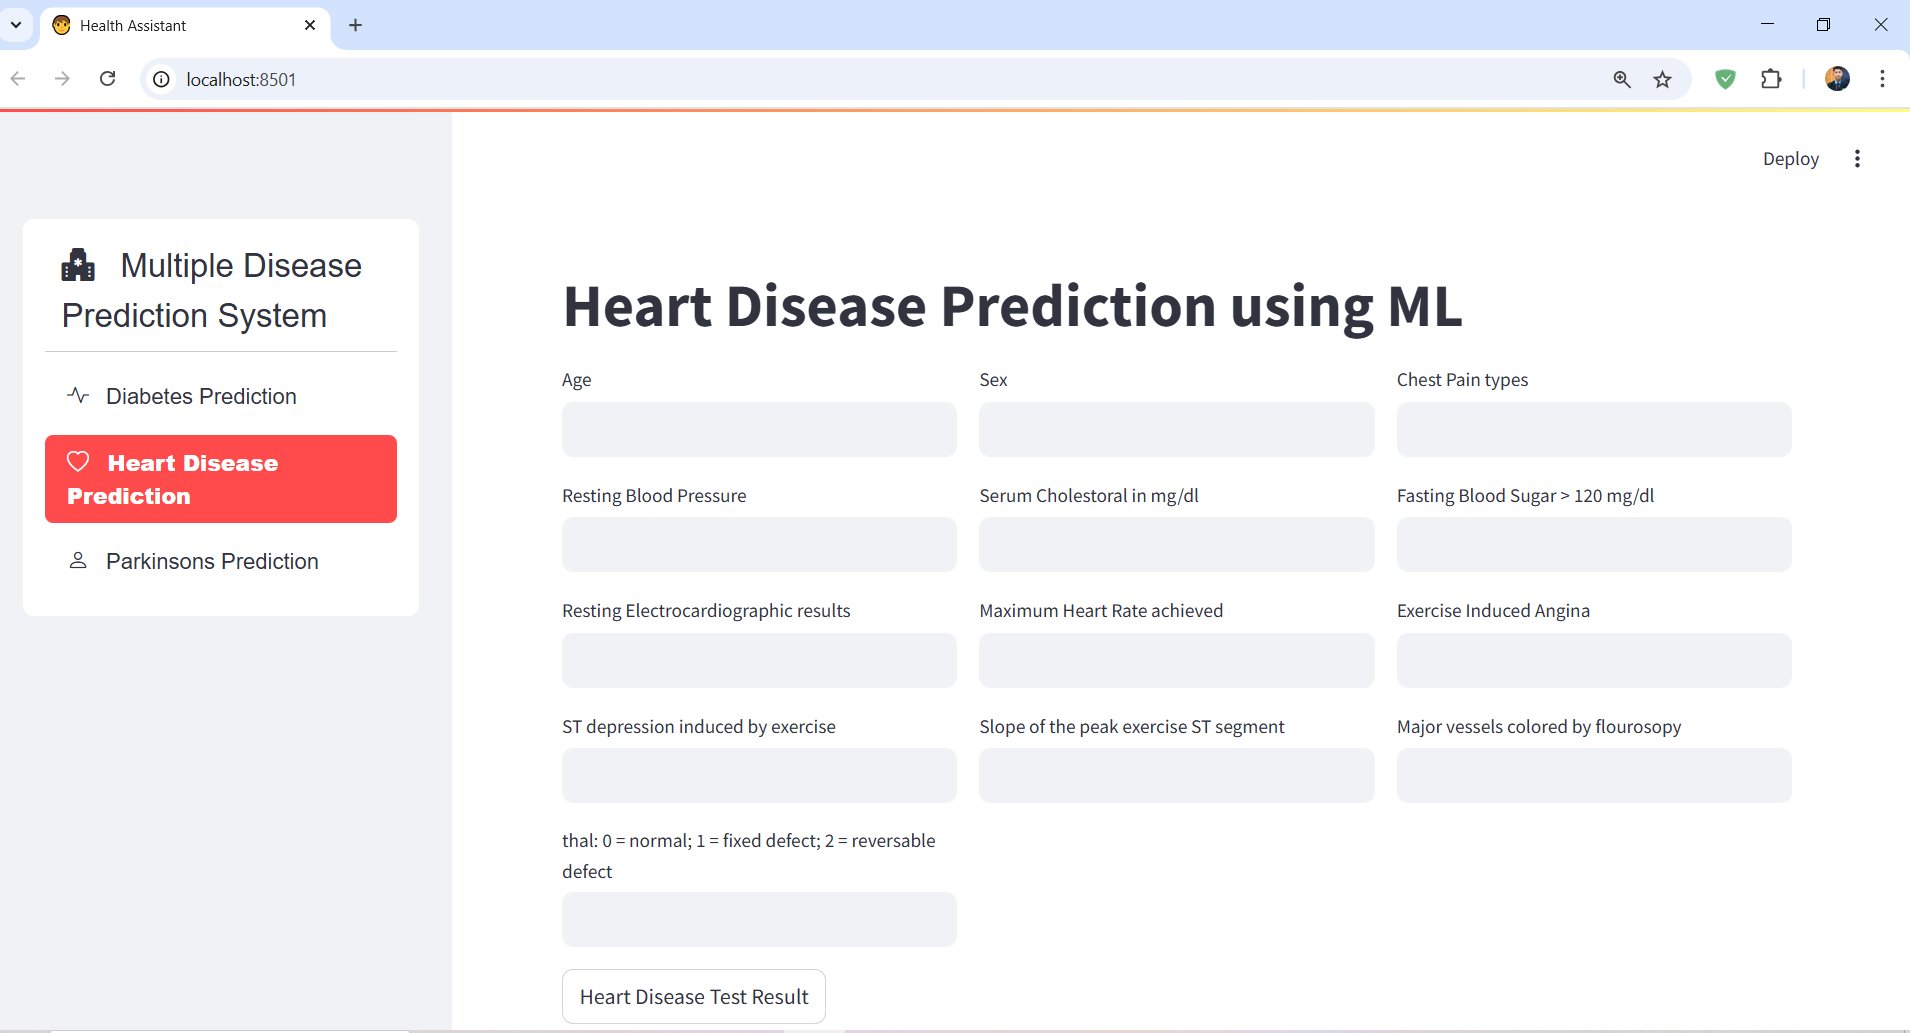 Health Assistant
localhost:8501
Deploy
Multiple Disease
Prediction System
Diabetes Prediction
Heart Disease
Prediction
Parkinsons Prediction
Heart Disease Prediction using ML
Age
Sex
Chest Pain types
Resting Blood Pressure
Serum Cholestoral in mg/dl
Fasting Blood Sugar > 120 mg/dl
Resting Electrocardiographic results
Maximum Heart Rate achieved
Exercise Induced Angina
ST depression induced by exercise
Slope of the peak exercise ST segment
Major vessels colored by flourosopy
thal: 0 = normal; 1 = fixed defect; 2 = reversable
defect
Heart Disease Test Result